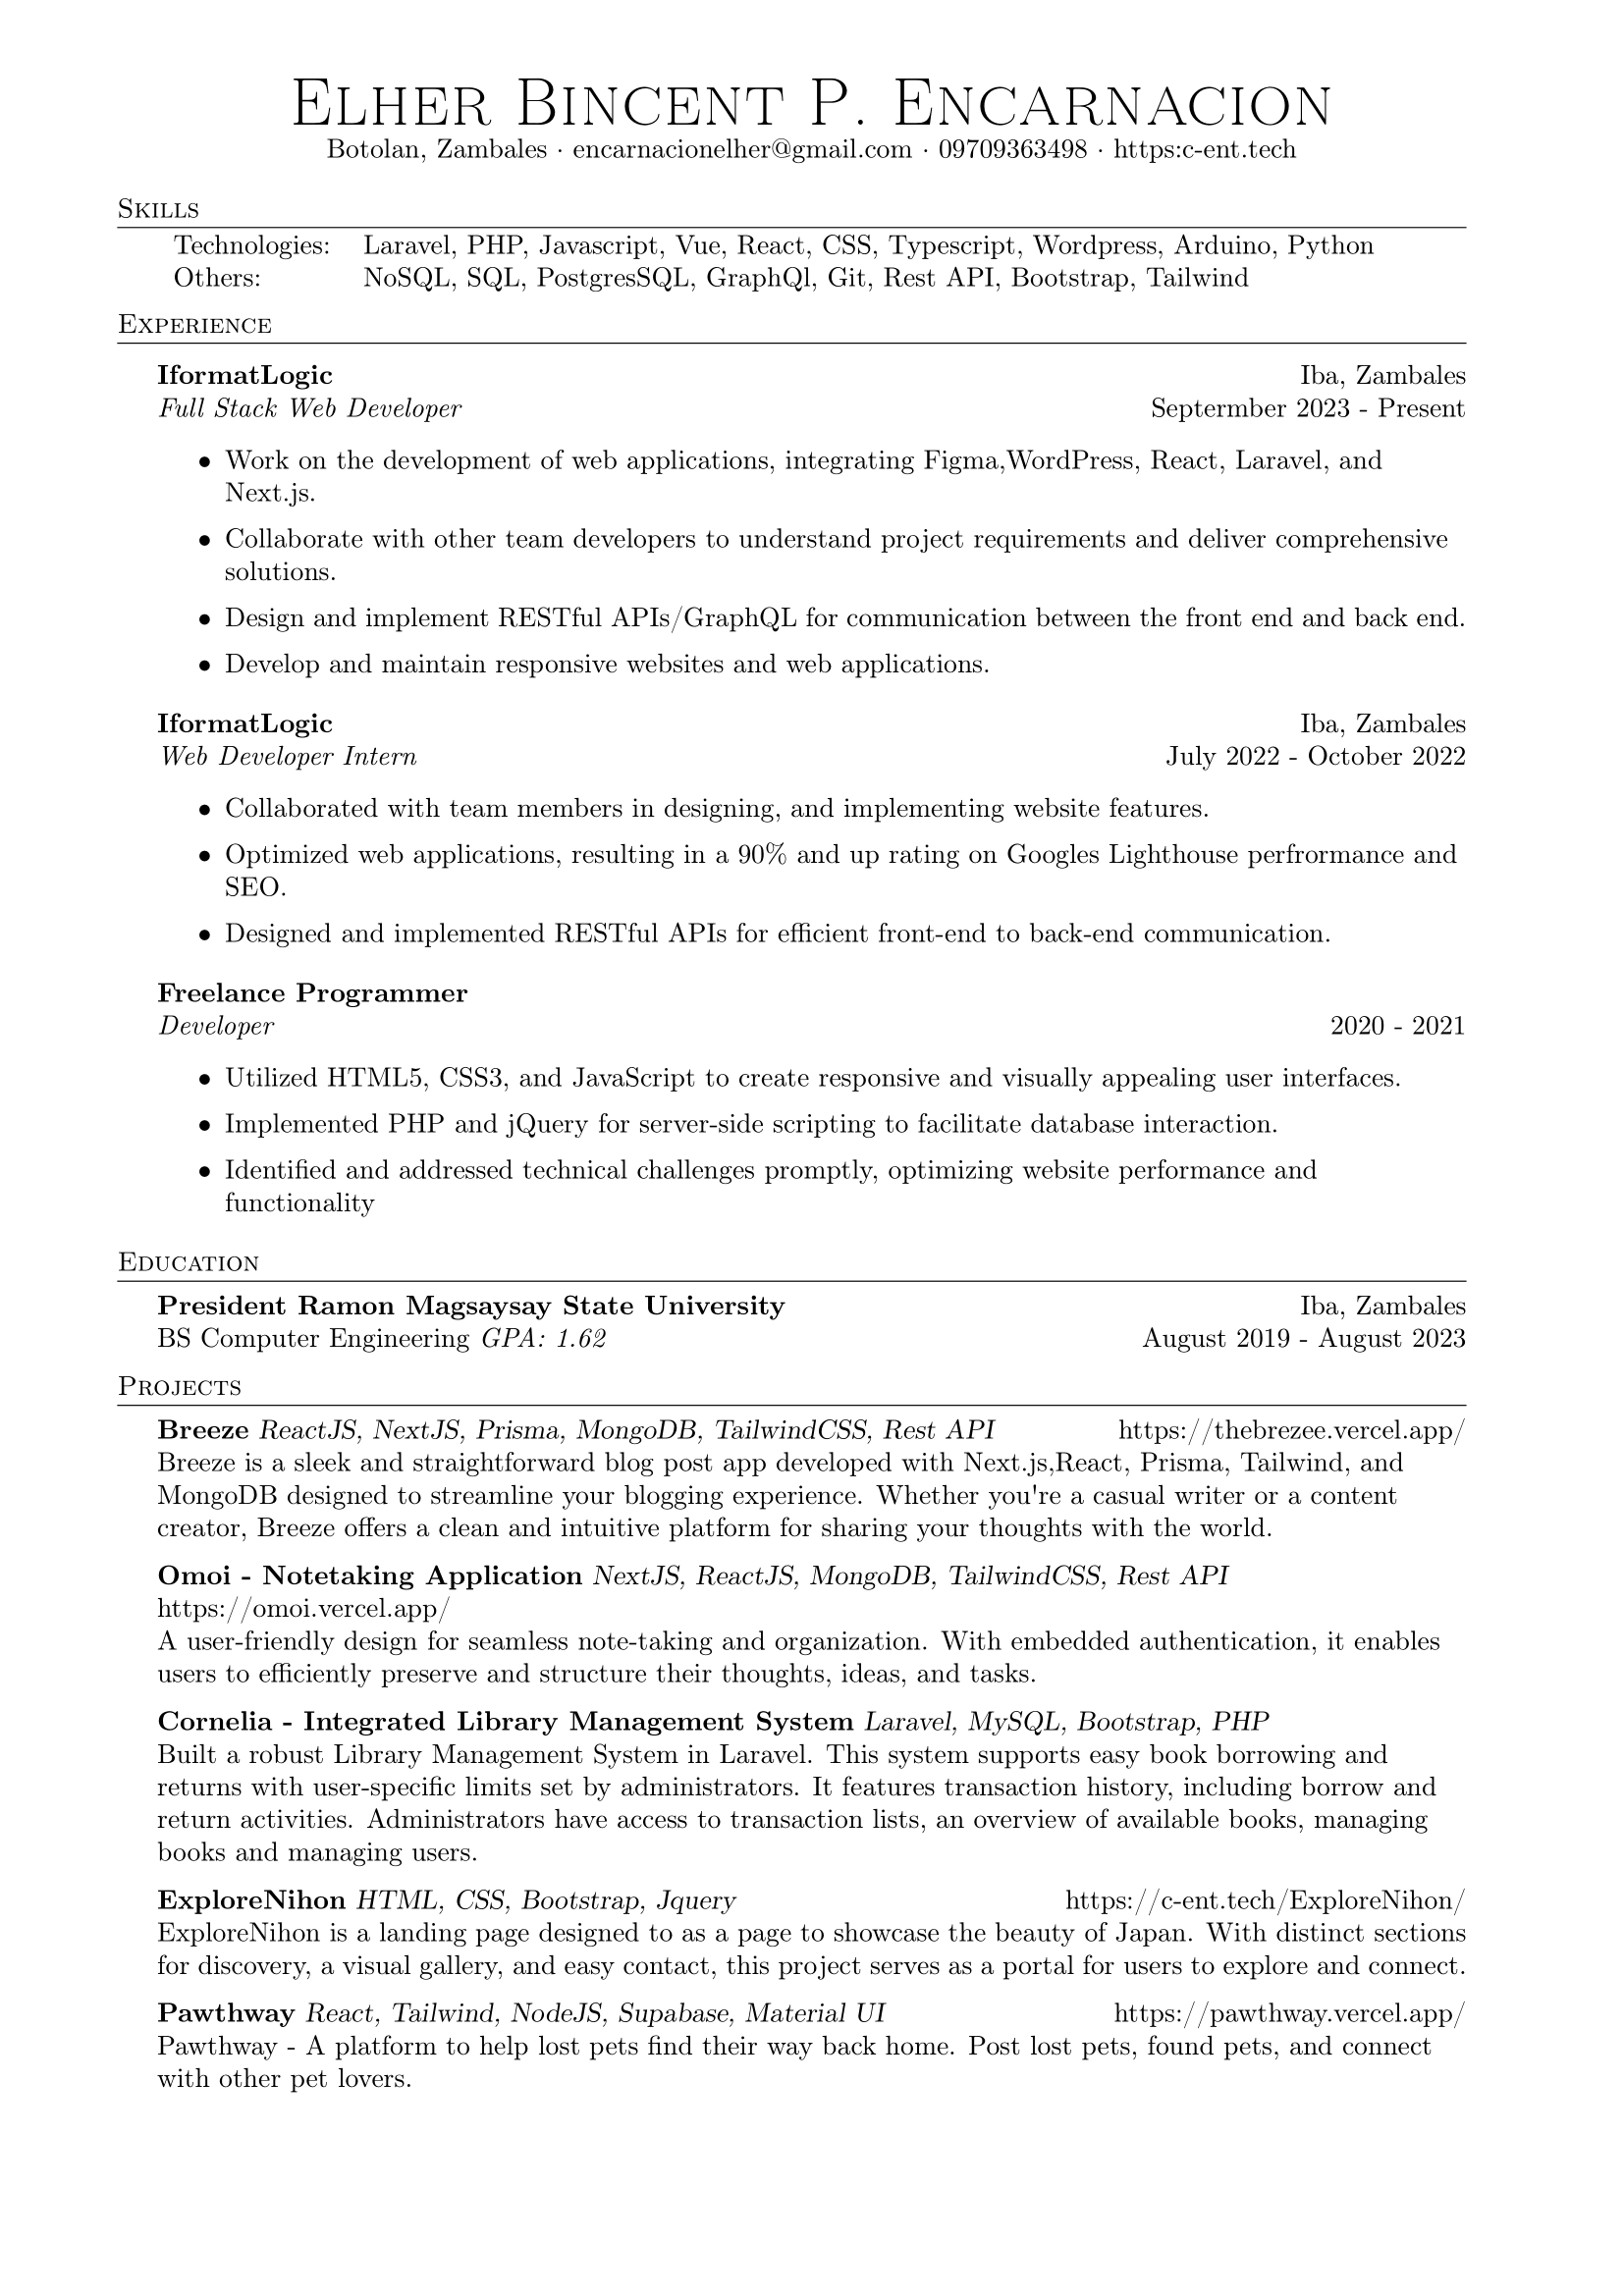 Elher Bincent P. Encarnacion
Botolan, Zambales · encarnacionelher@gmail.com · 09709363498 · https:c-ent.tech
Skills
Technologies: Laravel, PHP, Javascript, Vue, React, CSS, Typescript, Wordpress, Arduino, Python
Others: NoSQL, SQL, PostgresSQL, GraphQl, Git, Rest API, Bootstrap, Tailwind
Experience
IformatLogic Iba, Zambales
Full Stack Web Developer Septermber 2023 - Present
• Work on the development of web applications, integrating Figma,WordPress, React, Laravel, and
Next.js.
• Collaborate with other team developers to understand project requirements and deliver comprehensive
solutions.
• Design and implement RESTful APIs/GraphQL for communication between the front end and back end.
• Develop and maintain responsive websites and web applications.
IformatLogic Iba, Zambales
Web Developer Intern July 2022 - October 2022
• Collaborated with team members in designing, and implementing website features.
• Optimized web applications, resulting in a 90% and up rating on Googles Lighthouse perfrormance and
SEO.
• Designed and implemented RESTful APIs for efficient front-end to back-end communication.
Freelance Programmer
Developer 2020 - 2021
• Utilized HTML5, CSS3, and JavaScript to create responsive and visually appealing user interfaces.
• Implemented PHP and jQuery for server-side scripting to facilitate database interaction.
• Identified and addressed technical challenges promptly, optimizing website performance and
functionality
Education
President Ramon Magsaysay State University Iba, Zambales
BS Computer Engineering GPA: 1.62 August 2019 - August 2023
Projects
Breeze ReactJS, NextJS, Prisma, MongoDB, TailwindCSS, Rest API https://thebrezee.vercel.app/
Breeze is a sleek and straightforward blog post app developed with Next.js,React, Prisma, Tailwind, and
MongoDB designed to streamline your blogging experience. Whether you're a casual writer or a content
creator, Breeze offers a clean and intuitive platform for sharing your thoughts with the world.
Omoi - Notetaking Application NextJS, ReactJS, MongoDB, TailwindCSS, Rest API
https://omoi.vercel.app/
A user-friendly design for seamless note-taking and organization. With embedded authentication, it enables
users to efficiently preserve and structure their thoughts, ideas, and tasks.
Cornelia - Integrated Library Management System Laravel, MySQL, Bootstrap, PHP
Built a robust Library Management System in Laravel. This system supports easy book borrowing and
returns with user-specific limits set by administrators. It features transaction history, including borrow and
return activities. Administrators have access to transaction lists, an overview of available books, managing
books and managing users.
ExploreNihon HTML, CSS, Bootstrap, Jquery https://c-ent.tech/ExploreNihon/
ExploreNihon is a landing page designed to as a page to showcase the beauty of Japan. With distinct sections
for discovery, a visual gallery, and easy contact, this project serves as a portal for users to explore and connect.
Pawthway React, Tailwind, NodeJS, Supabase, Material UI https://pawthway.vercel.app/
Pawthway - A platform to help lost pets find their way back home. Post lost pets, found pets, and connect
with other pet lovers.